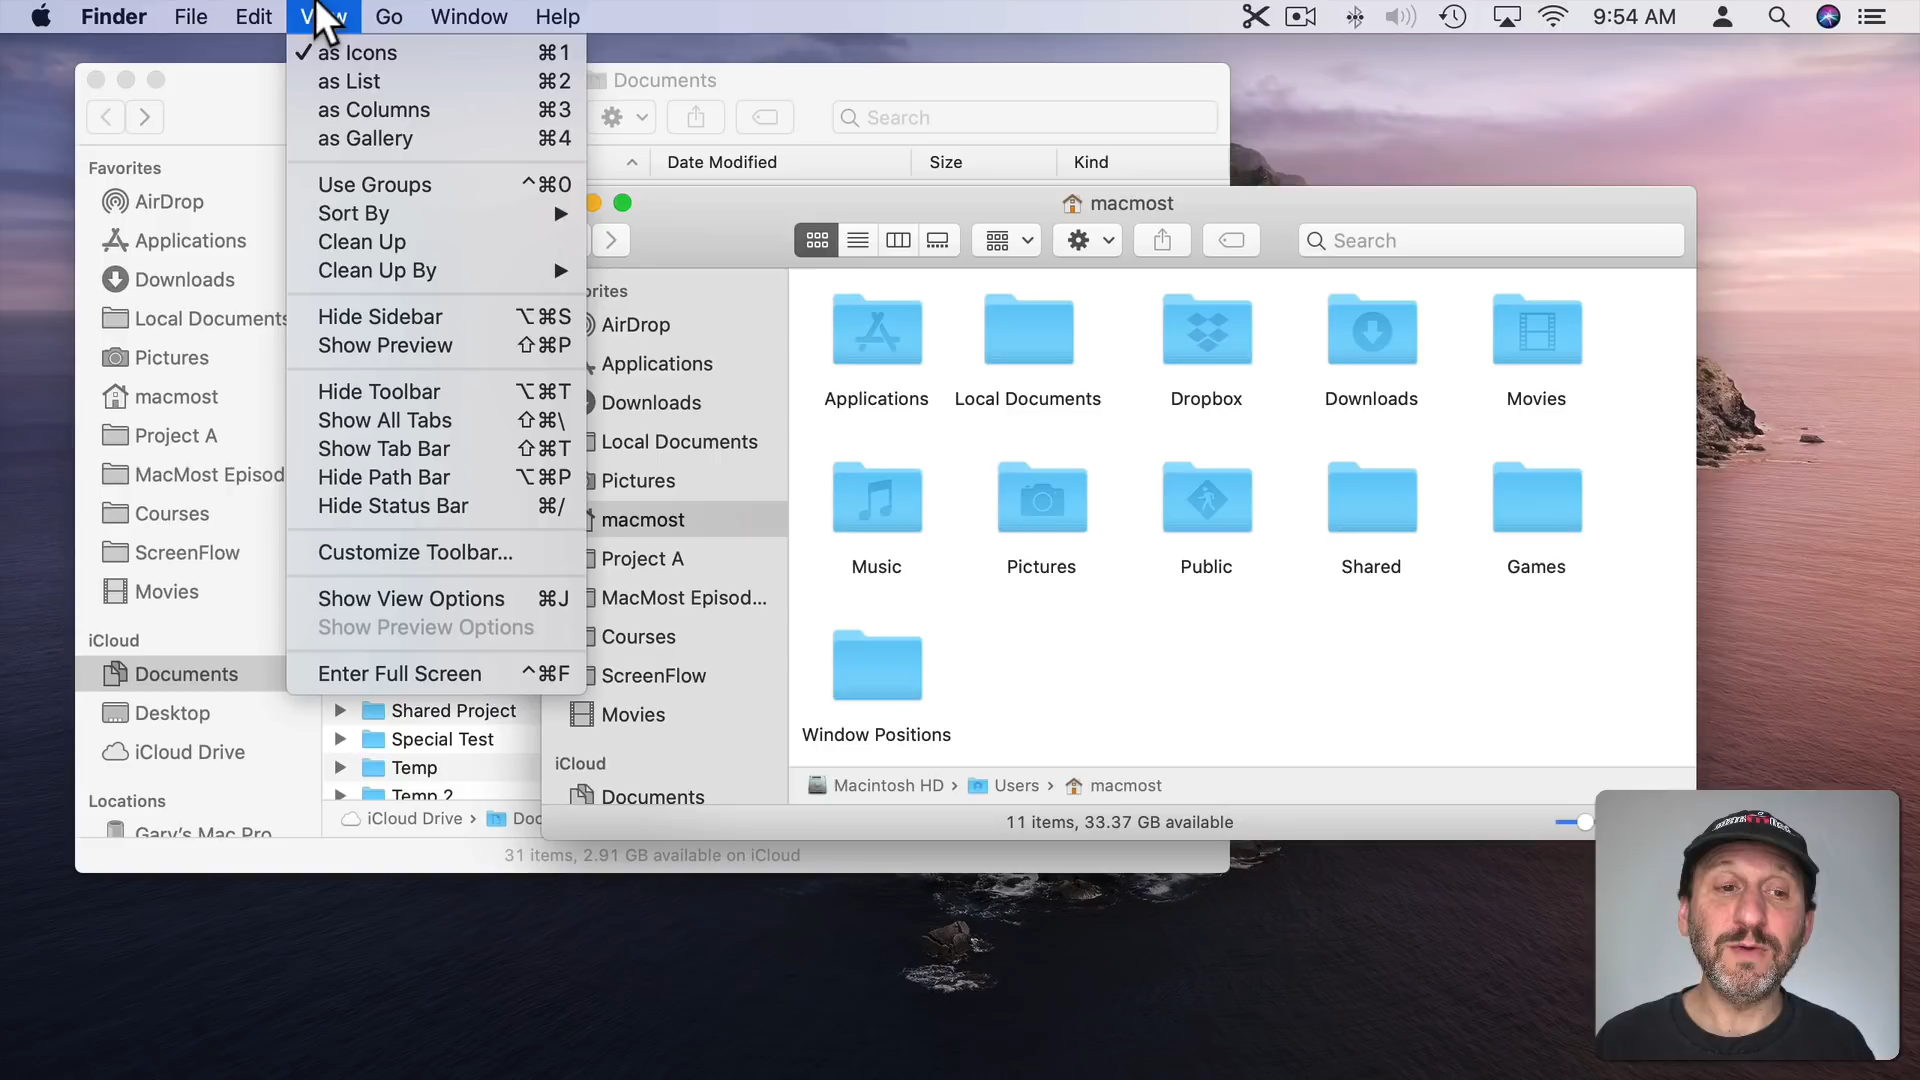 Finder File Edit Go Window Help 9:54 AM
✓ as Icons ⌘1
as List ⌘2
as Columns ⌘3
as Gallery ⌘4
Use Groups ^⌘0
Sort By ▶
Clean Up
Clean Up By ▶
Hide Sidebar ⌥⌘S
Show Preview ⇧⌘P
Hide Toolbar ⌥⌘T
Show All Tabs ⇧⌘\
Show Tab Bar ⇧⌘T
Hide Path Bar ⌥⌘P
Hide Status Bar ⌘/
Customize Toolbar...
Show View Options ⌘J
Show Preview Options
Enter Full Screen ^⌘F
Documents
Search
Date Modified Size Kind
Favorites
AirDrop
Applications
Downloads
Local Documents
Pictures
macmost
Project A
MacMost Episod
Courses
ScreenFlow
Movies
iCloud
Documents
Desktop
iCloud Drive
Locations
Gary's Mac Pro
Shared Project
Special Test
Temp
Temp 2
iCloud Drive › Doc
31 items, 2.91 GB available on iCloud
macmost
Search
orites
AirDrop
Applications
Downloads
Local Documents
Pictures
macmost
Project A
MacMost Episod...
Courses
ScreenFlow
Movies
iCloud
Documents
Applications Local Documents Dropbox Downloads Movies
Music Pictures Public Shared Games
Window Positions
Macintosh HD › Users › macmost
11 items, 33.37 GB available